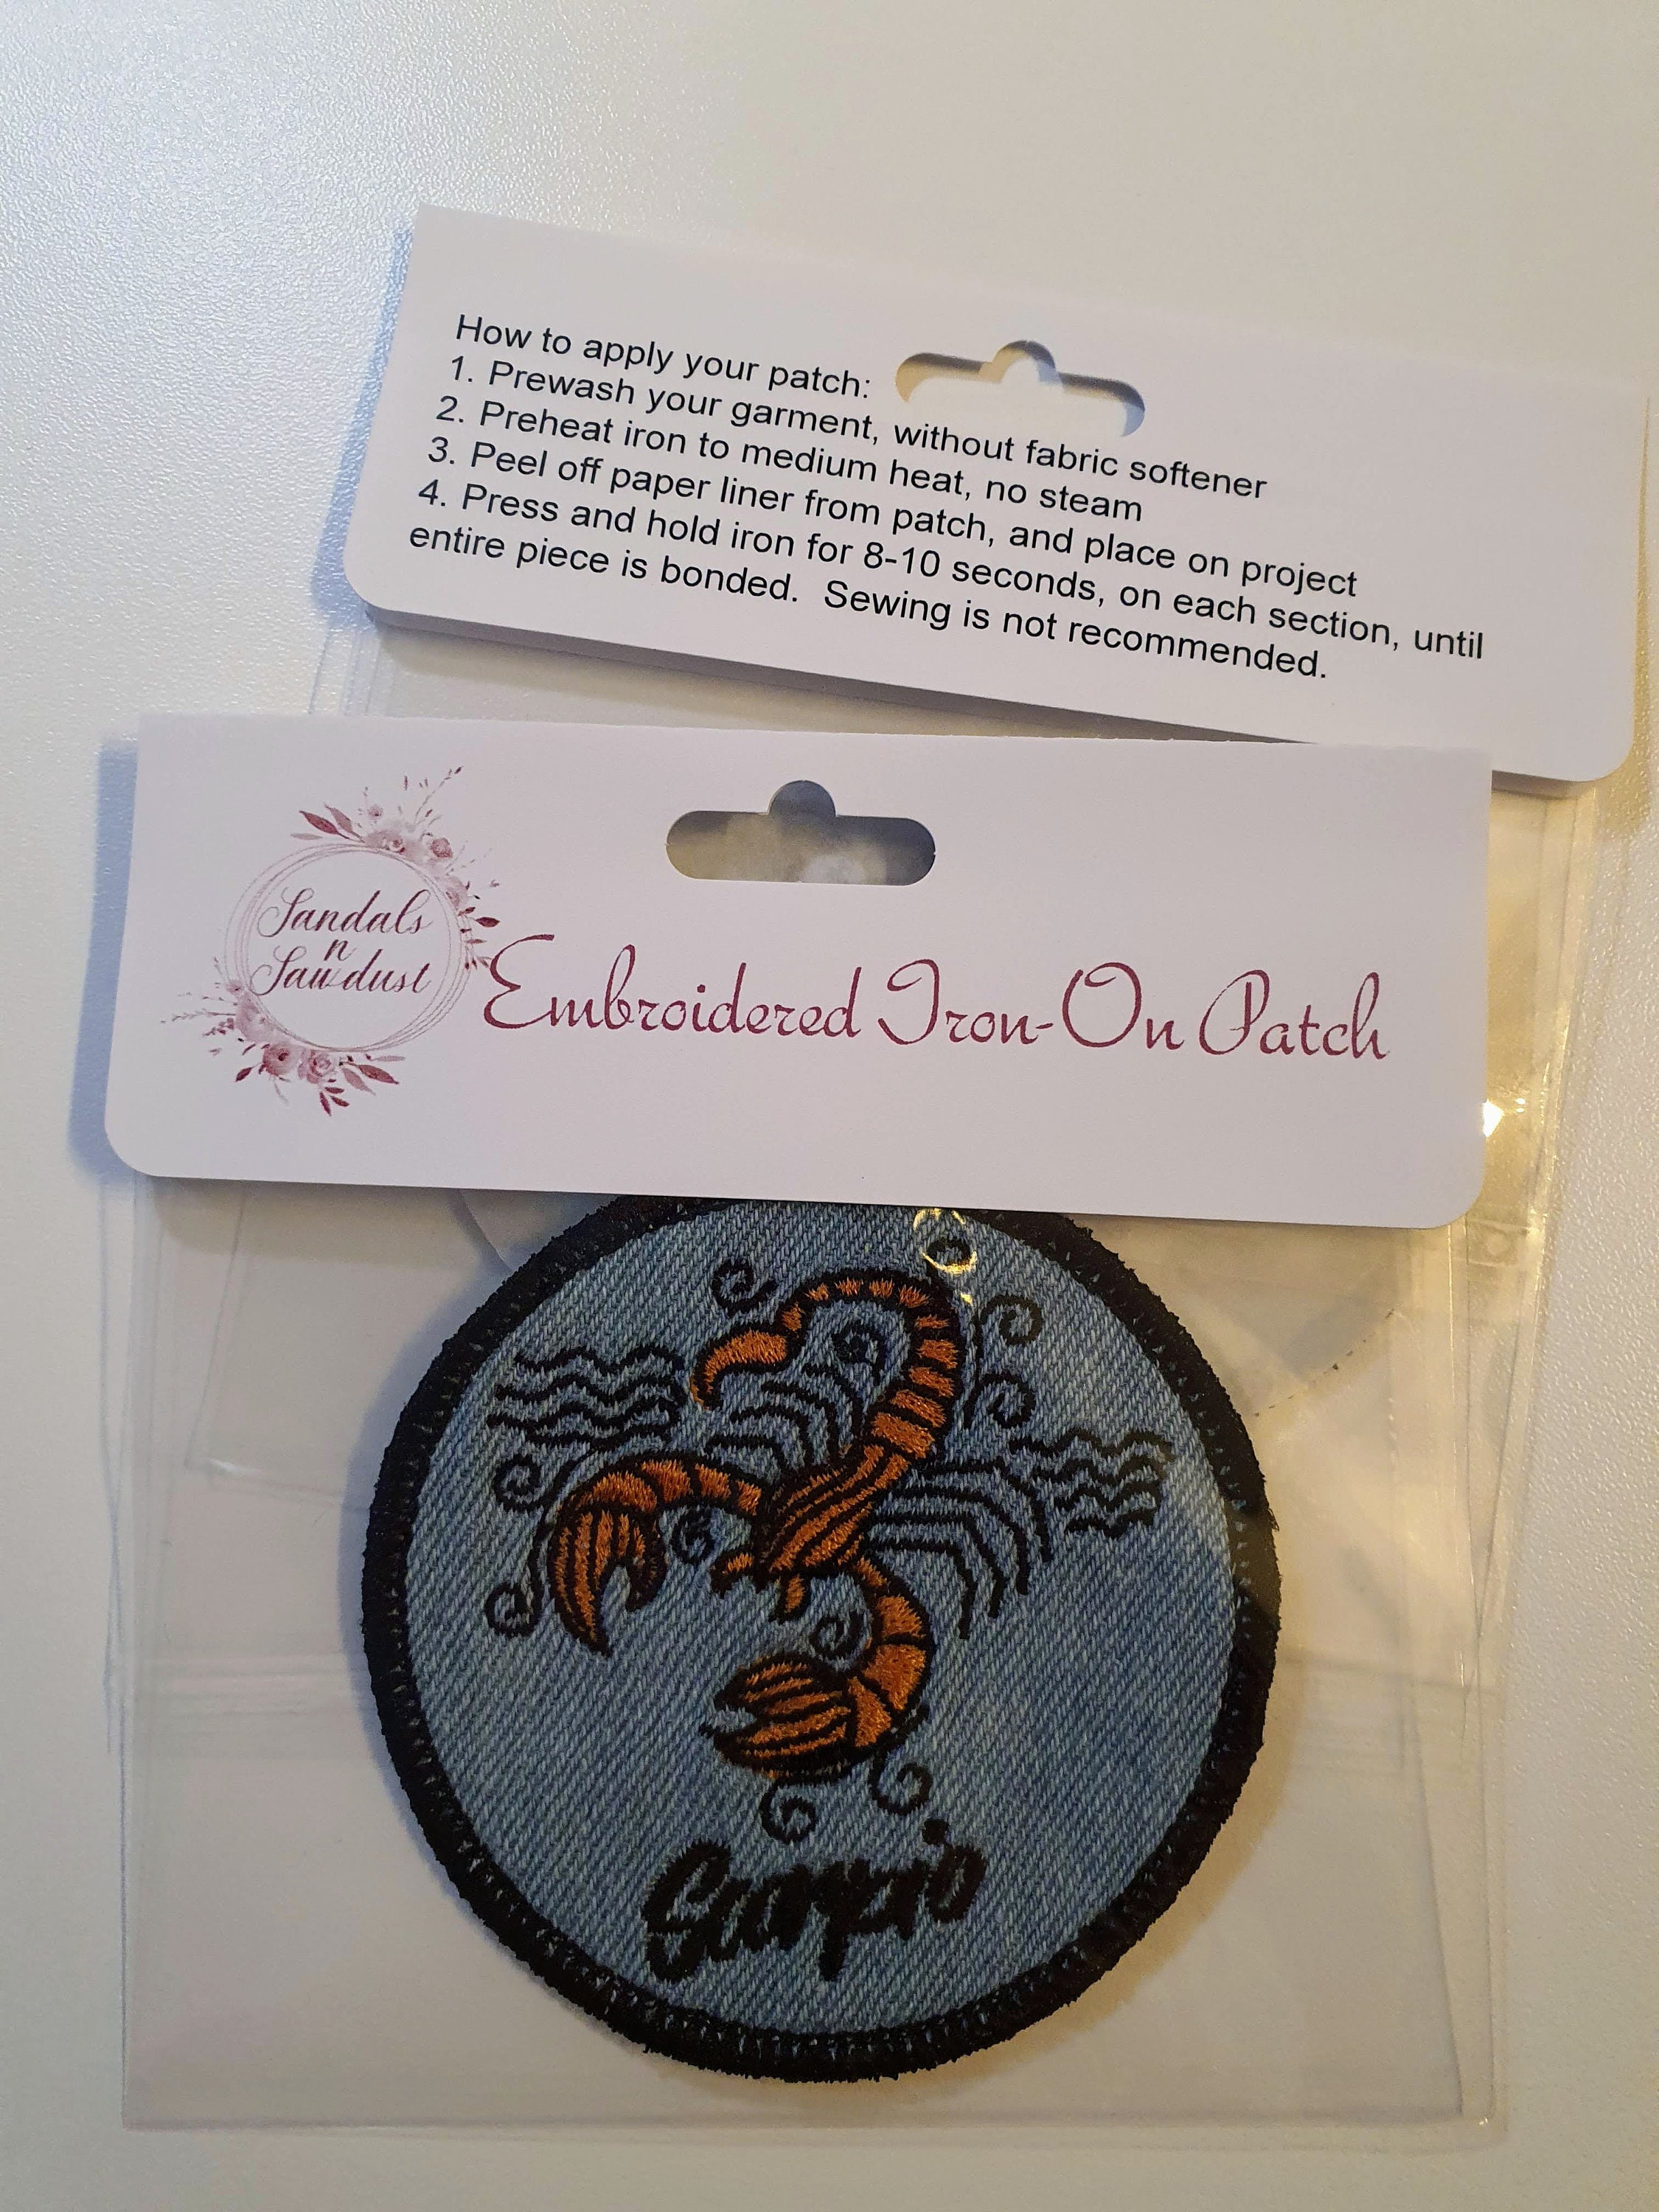 How to apply your patch:
1. Prewash your garment, without fabric softener
2. Preheat iron to medium heat, no steam
3. Peel off paper liner from patch, and place on project
4. Press and hold iron for 8-10 seconds, on each section, until
entire piece is bonded.  Sewing is not recommended.
Sandals
n
Sawdust
Embroidered Iron-On Patch
Scorpio